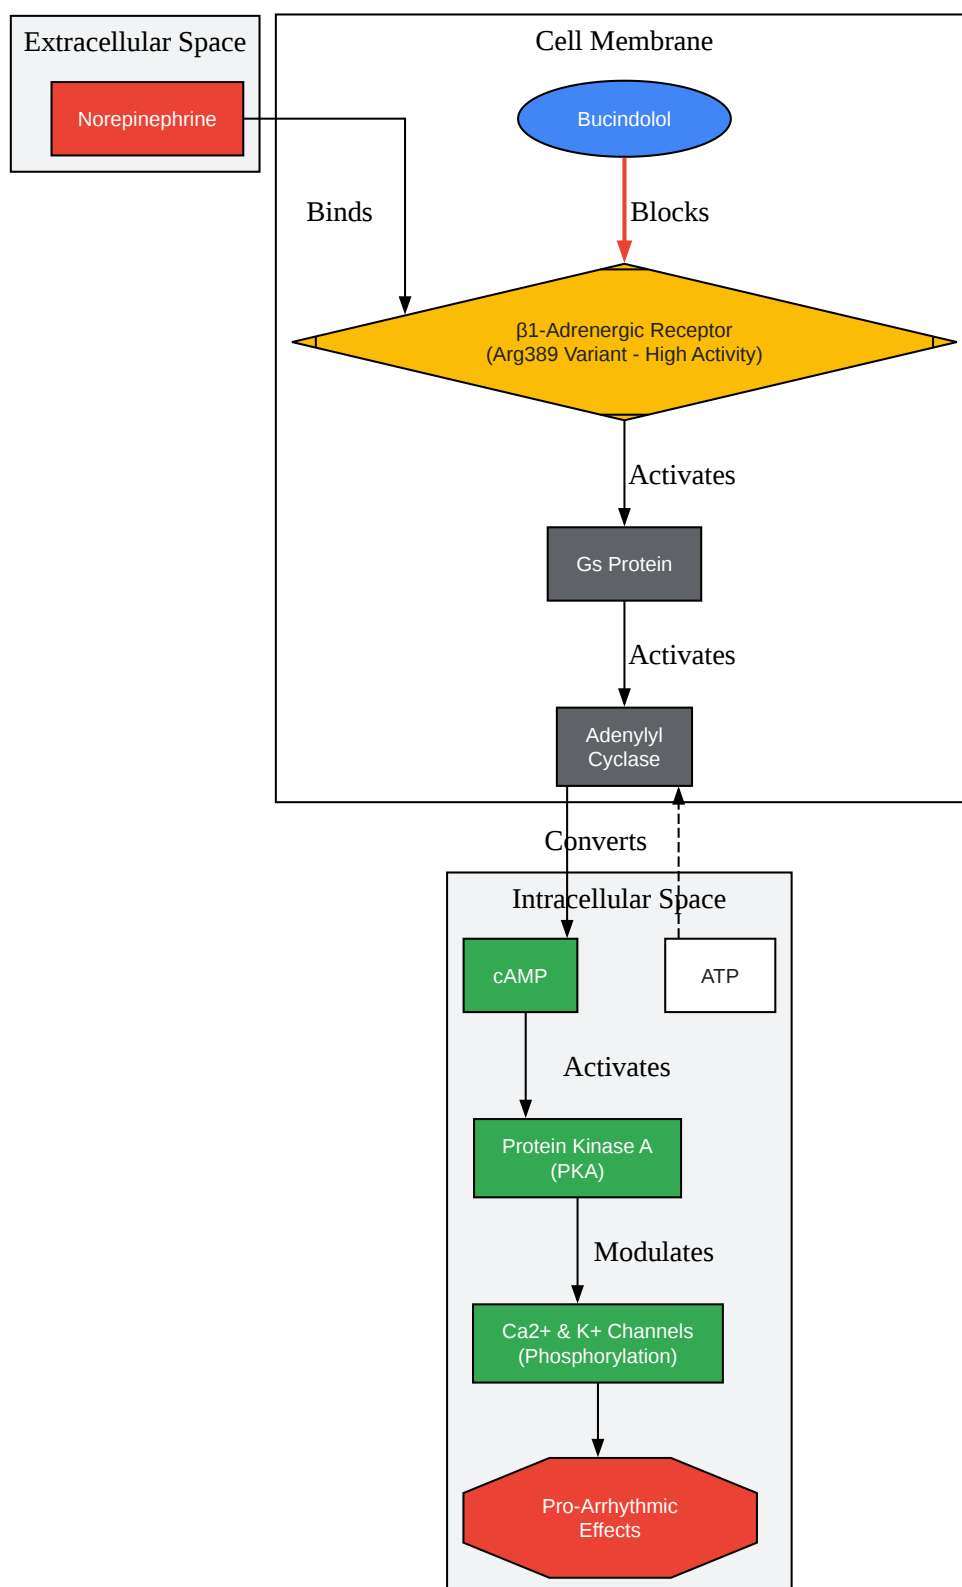 Extracellular Space
Cell Membrane
Norepinephrine
Bucindolol
Binds
Blocks
β1-Adrenergic Receptor
(Arg389 Variant - High Activity)
Activates
Gs Protein
Activates
Adenylyl
Cyclase
Converts
Intracellular Space
cAMP
ATP
Activates
Protein Kinase A
(PKA)
Modulates
Ca2+ & K+ Channels
(Phosphorylation)
Pro-Arrhythmic
Effects